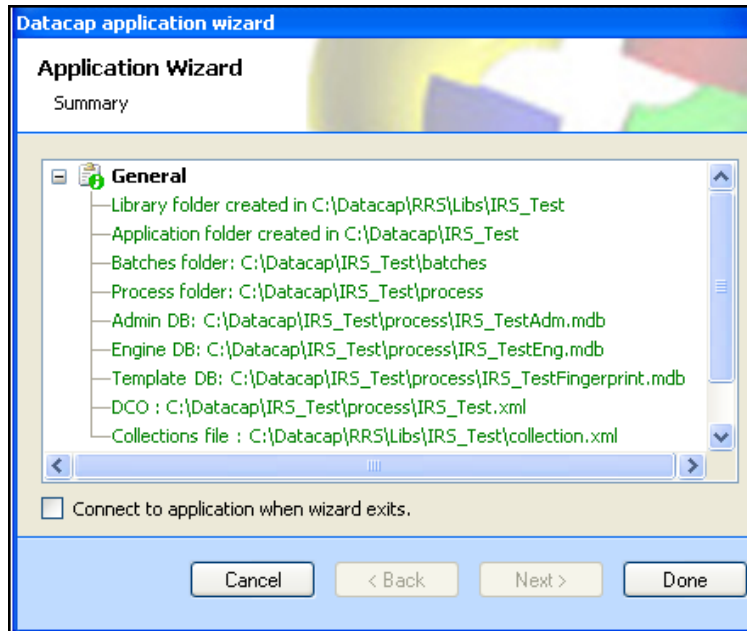 Datacap application wizard
Application Wizard
Summary
General
Library folder created in C:\Datacap\RRS\Libs\IRS_Test
Application folder created in C:\Datacap\IRS_Test
Batches folder: C:\Datacap\IRS_Test\batches
Process folder: C:\Datacap\IRS_Test\process
Admin DB: C:\Datacap\IRS_Test\process\IRS_TestAdm.mdb
Engine DB: C:\Datacap\IRS_Test\process\IRS_TestEng.mdb
Template DB: C:\Datacap\IRS_Test\process\IRS_TestFingerprint.mdb
DCO : C:\Datacap\IRS_Test\process\IRS_Test.xml
Collections file : C:\Datacap\RRS\Libs\IRS_Test\collection.xml
Connect to application when wizard exits.
Cancel < Back Next > Done